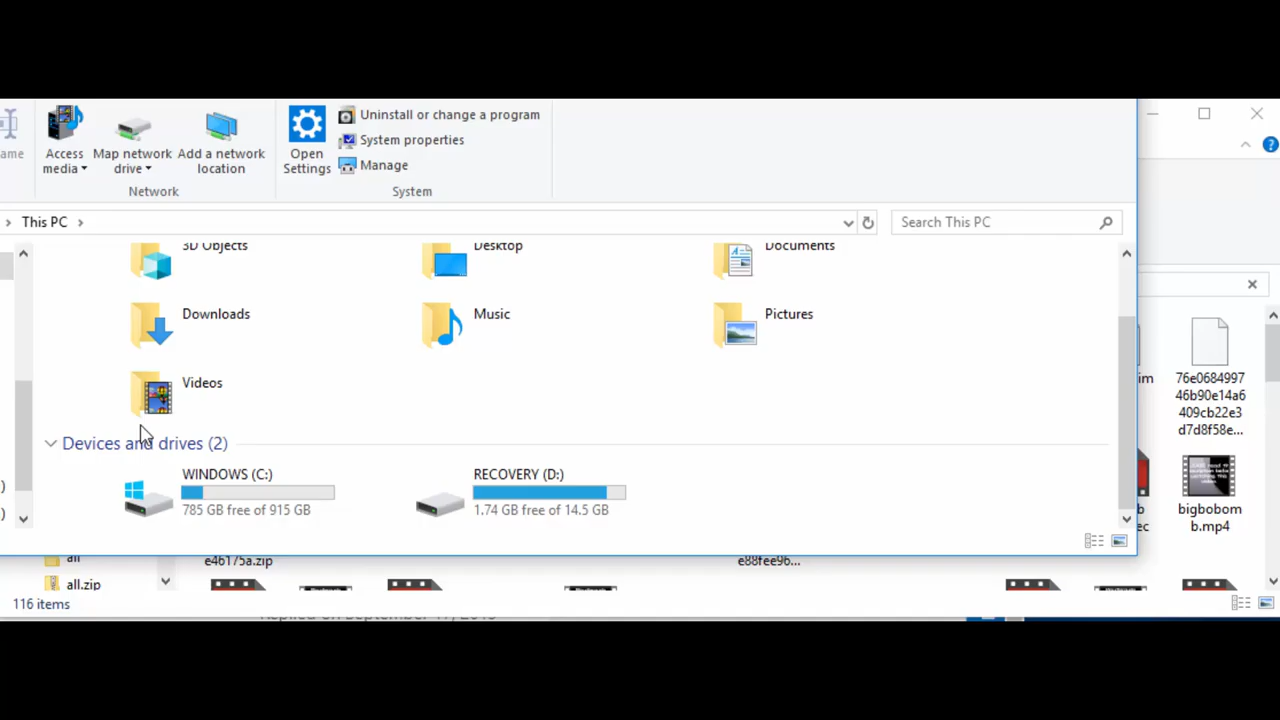 ame
Access
media
Map network
drive
Add a network
location
Network
Open
Settings
Uninstall or change a program
System properties
Manage
System
This PC
Search This PC
3D Objects
Desktop
Documents
Downloads
Music
Pictures
Videos
Devices and drives (2)
WINDOWS (C:)
785 GB free of 915 GB
RECOVERY (D:)
1.74 GB free of 14.5 GB
)
)
im
76e0684997
46b90e14a6
409cb22e3
d7d8f58e...
b
ec
bigbobom
b.mp4
all
all.zip
e46175a.zip
e88fee96...
116 items